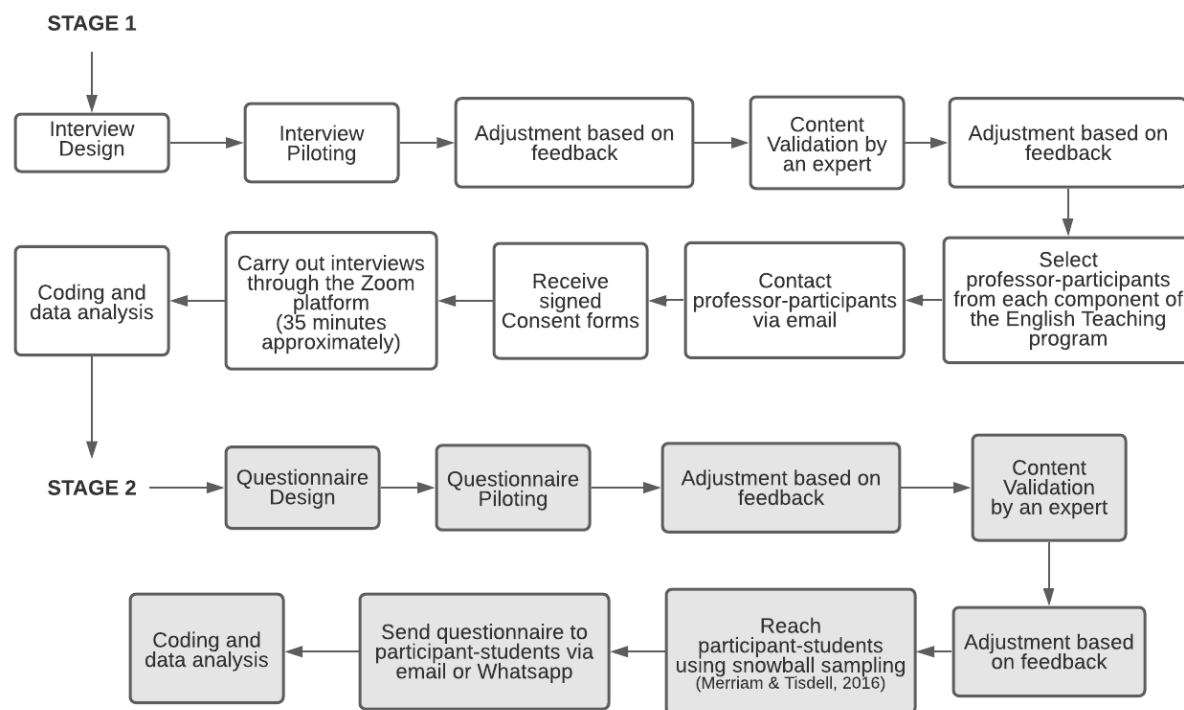 STAGE 1
Interview
Design
Interview
Piloting
Adjustment based on
feedback
Content
Validation by
an expert
Adjustment based on
feedback
Select
professor-participants
from each component of
the English Teaching
program
Contact
professor-participants
via email
Receive
signed
Consent forms
Carry out interviews
through the Zoom
platform
(35 minutes
approximately)
Coding and
data analysis
STAGE 2
Questionnaire
Design
Questionnaire
Piloting
Adjustment based on
feedback
Content
Validation
by an expert
Adjustment based
on feedback
Reach
participant-students
using snowball sampling
(Merriam & Tisdell, 2016)
Send questionnaire to
participant-students via
email or Whatsapp
Coding and
data analysis